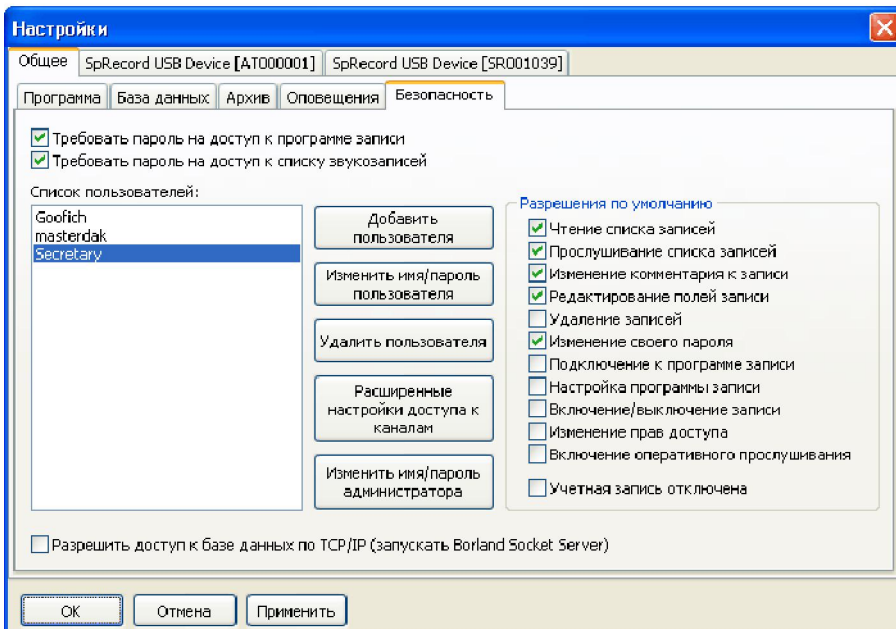 Настройки
Общее SpRecord USB Device [AT000001] SpRecord USB Device [SR001039]
Программа База данных Архив Оповещения Безопасность
Требовать пароль на доступ к программе записи
Требовать пароль на доступ к списку звукозаписей
Список пользователей:
Goofich
masterdak
Secretary
Добавить
пользователя
Изменить имя/пароль
пользователя
Удалить пользователя
Расширенные
настройки доступа к
каналам
Изменить имя/пароль
администратора
Разрешения по умолчанию
Чтение списка записей
Прослушивание списка записей
Изменение комментария к записи
Редактирование полей записи
Удаление записей
Изменение своего пароля
Подключение к программе записи
Настройка программы записи
Включение/выключение записи
Изменение прав доступа
Включение оперативного прослушивания
Учетная запись отключена
Разрешить доступ к базе данных по TCP/IP (запускать Borland Socket Server)
ОК Отмена Применить